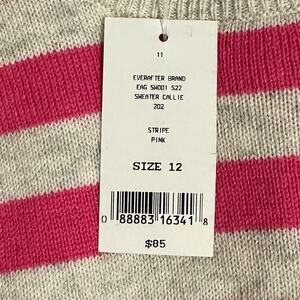 11
EVERAFTER BRAND
EAG SW001 S22
SWEATER CALLIE
202
STRIPE
PINK
SIZE 12
0 88883 16341 8
$85